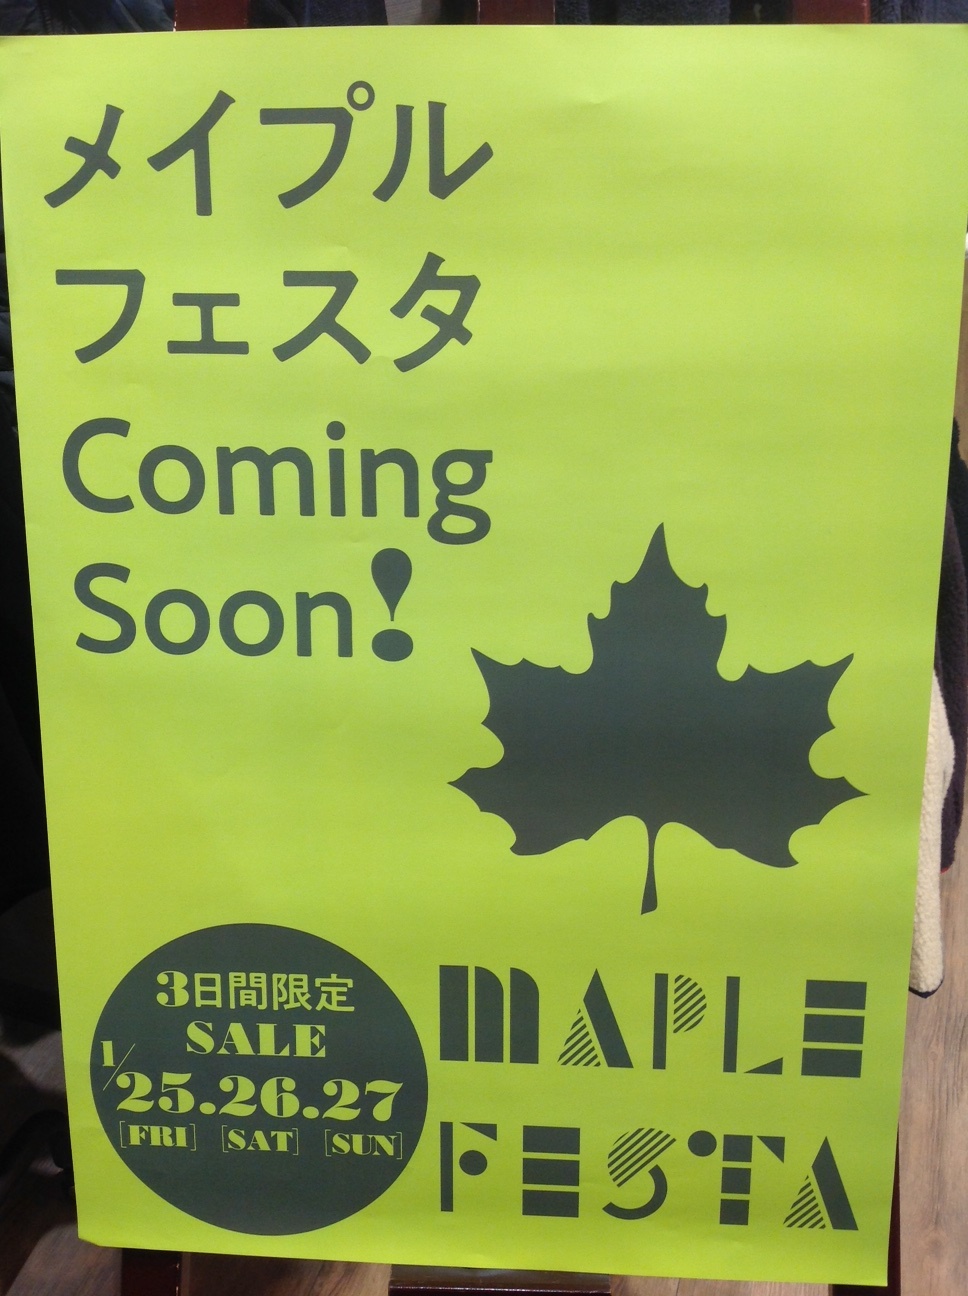 メイプル
フェスタ
Coming
Soon!
3日間限定
SALE
1/25.26.27
[FRI] [SAT] [SUN]
MAPLE
FESTA